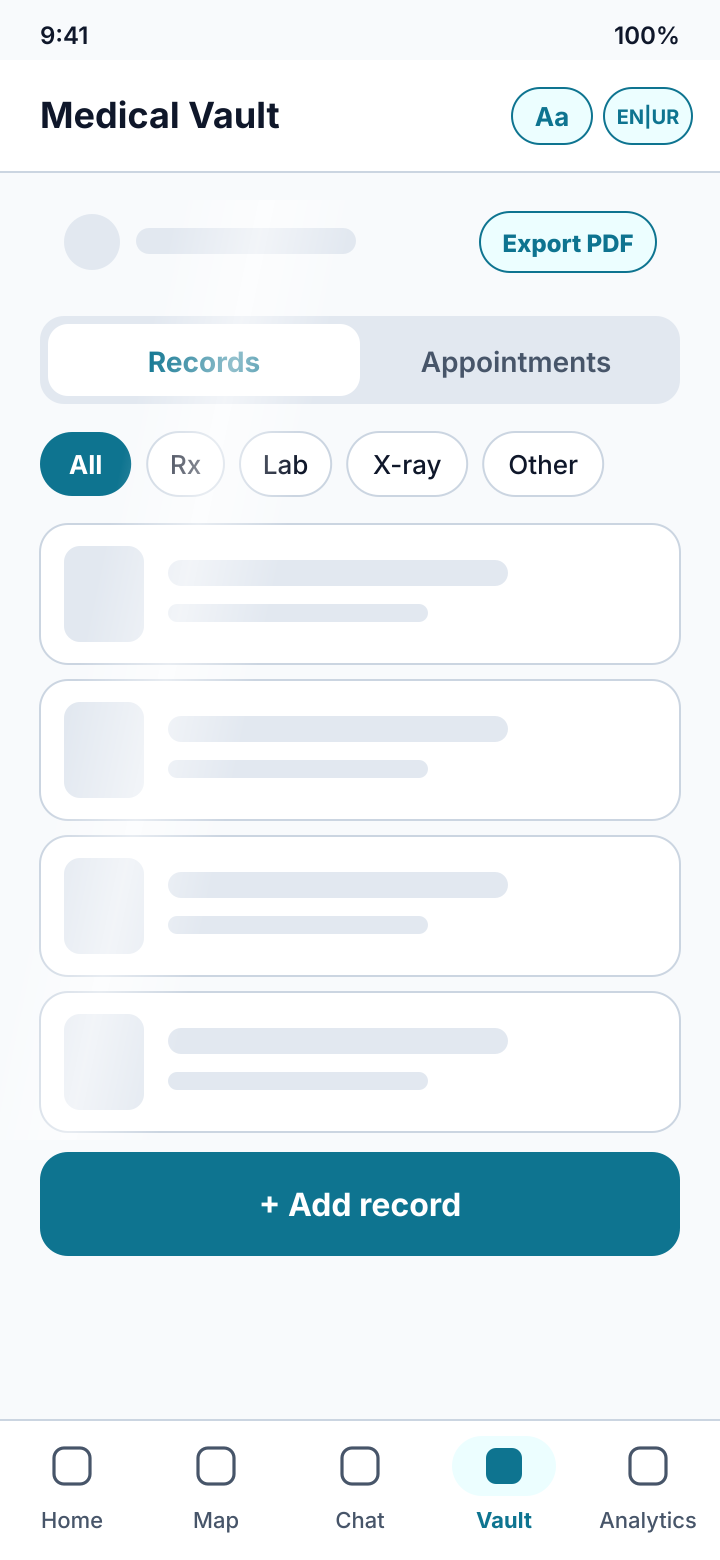 9:41 100%
Medical Vault Aa EN|UR
Export PDF
Records Appointments
All Rx Lab X-ray Other
+ Add record
Home Map Chat Vault Analytics